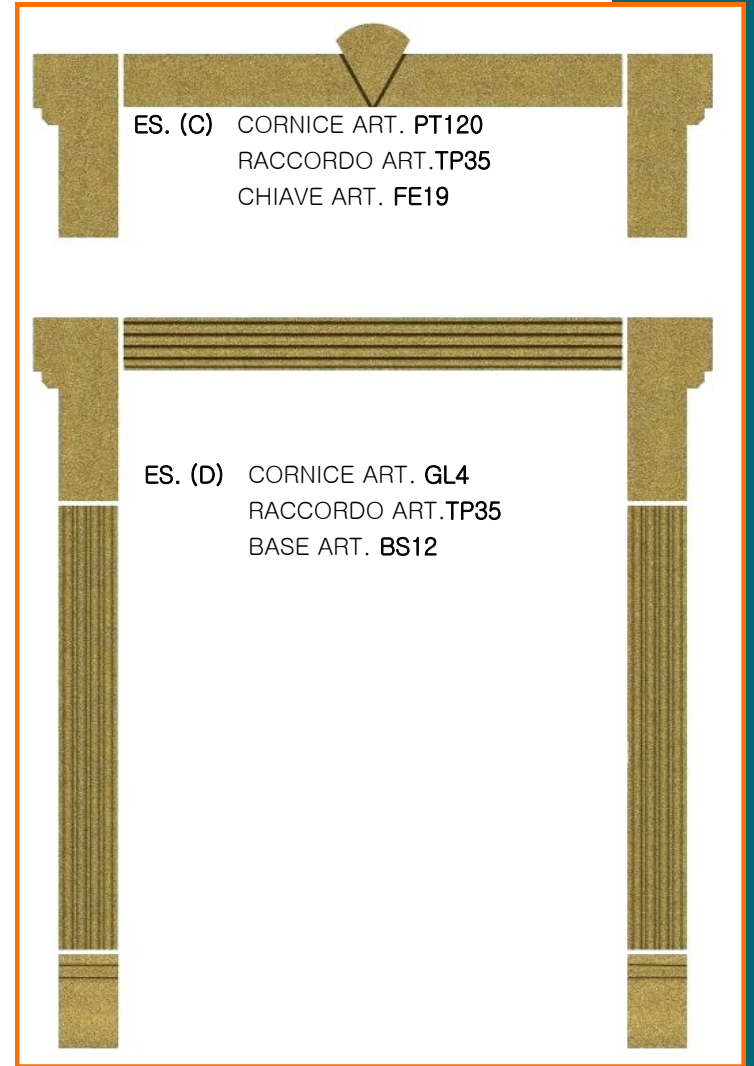 ES. (C) CORNICE ART. PT120
RACCORDO ART.TP35
CHIAVE ART. FE19
ES. (D) CORNICE ART. GL4
RACCORDO ART.TP35
BASE ART. BS12